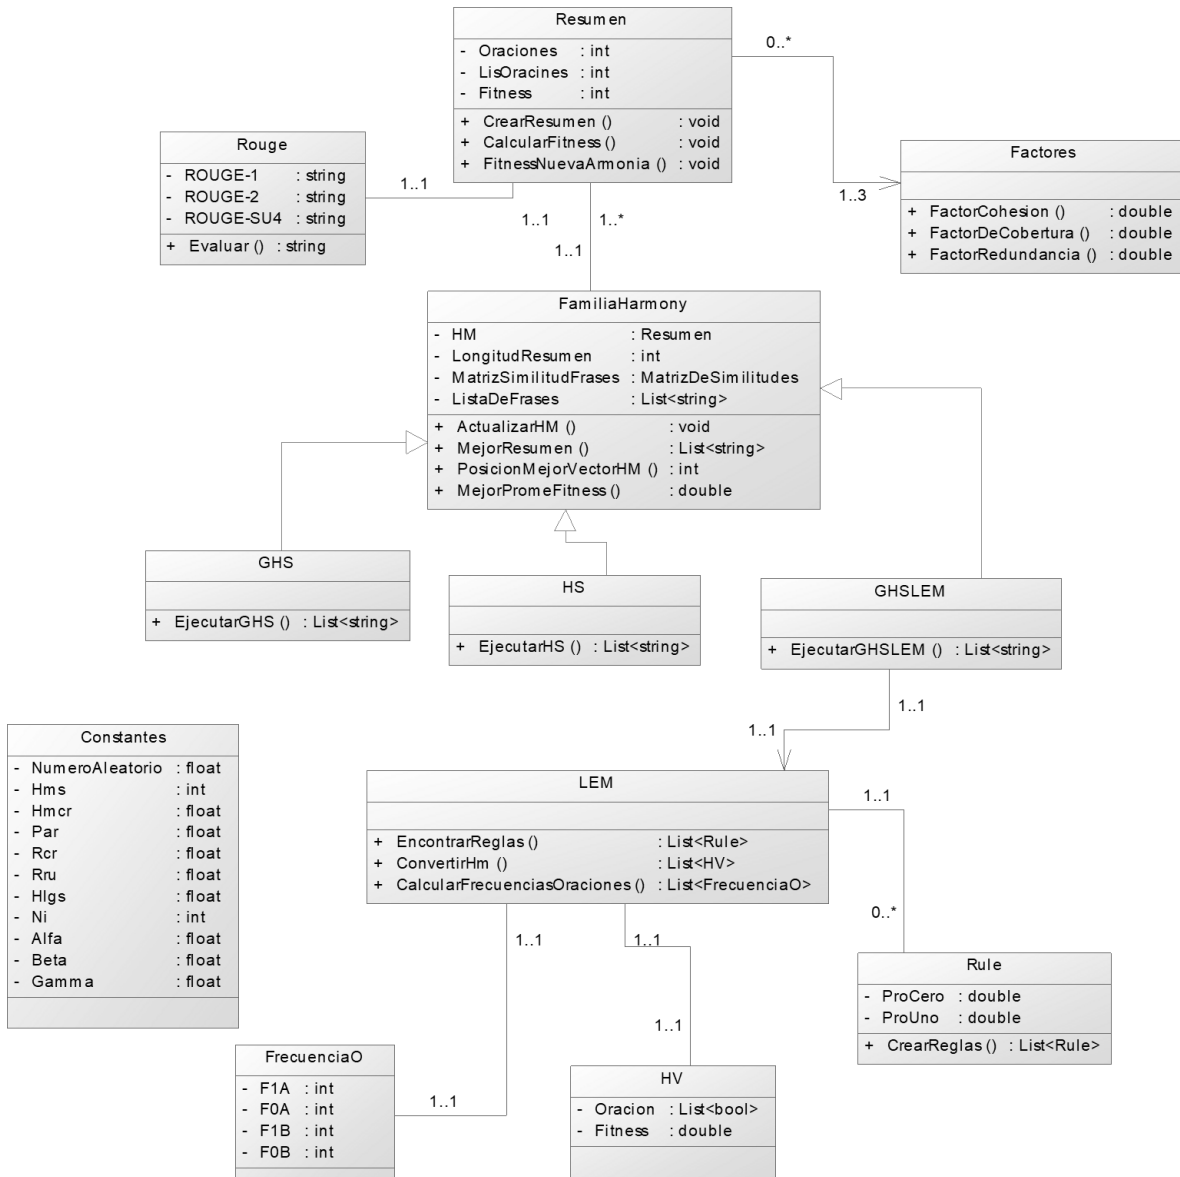 Resumen
- Oraciones : int
- LisOracines : int
- Fitness : int
+ CrearResumen () : void
+ CalcularFitness () : void
+ FitnessNuevaArmonia () : void
0..*
1..3
Factores
+ FactorCohesion () : double
+ FactorDeCobertura () : double
+ FactorRedundancia () : double
Rouge
- ROUGE-1 : string
- ROUGE-2 : string
- ROUGE-SU4 : string
+ Evaluar () : string
1..1
1..1
1..*
1..1
FamiliaHarmony
- HM : Resumen
- LongitudResumen : int
- MatrizSimilitudFrases : MatrizDeSimilitudes
- ListaDeFrases : List<string>
+ ActualizarHM () : void
+ MejorResumen () : List<string>
+ PosicionMejorVectorHM () : int
+ MejorPromeFitness () : double
GHS
+ EjecutarGHS () : List<string>
HS
+ EjecutarHS () : List<string>
GHSLEM
+ EjecutarGHSLEM () : List<string>
1..1
1..1
Constantes
- NumeroAleatorio : float
- Hms : int
- Hmcr : float
- Par : float
- Rcr : float
- Rru : float
- Hlgs : float
- Ni : int
- Alfa : float
- Beta : float
- Gamma : float
LEM
+ EncontrarReglas () : List<Rule>
+ ConvertirHm () : List<HV>
+ CalcularFrecuenciasOraciones () : List<FrecuenciaO>
1..1
0..*
1..1
1..1
Rule
- ProCero : double
- ProUno : double
+ CrearReglas () : List<Rule>
1..1
1..1
FrecuenciaO
- F1A : int
- F0A : int
- F1B : int
- F0B : int
HV
- Oracion : List<bool>
- Fitness : double